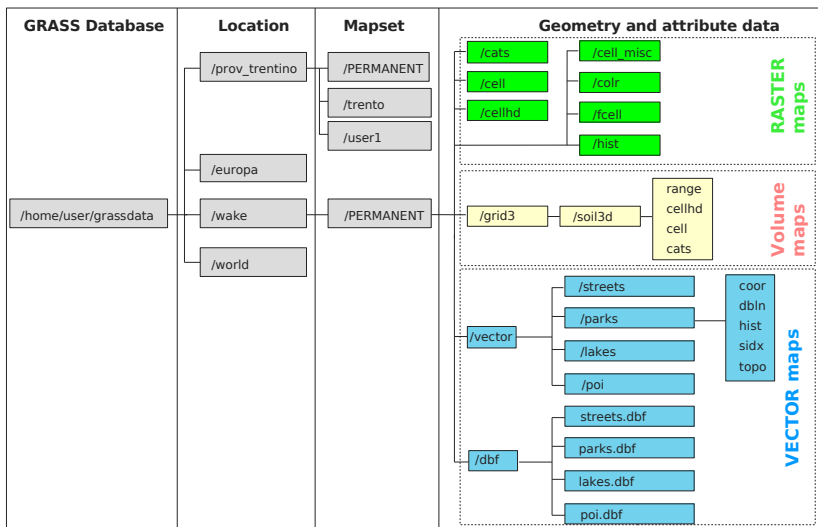 GRASS Database
Location
Mapset
Geometry and attribute data
/home/user/grassdata
/prov_trentino
/europa
/wake
/world
/PERMANENT
/trento
/user1
/PERMANENT
/cats
/cell
/cellhd
/cell_misc
/colr
/fcell
/hist
RASTER
maps
/grid3
/soil3d
range
cellhd
cell
cats
Volume
maps
/vector
/streets
/parks
/lakes
/poi
coor
dbln
hist
sidx
topo
/dbf
streets.dbf
parks.dbf
lakes.dbf
poi.dbf
VECTOR maps